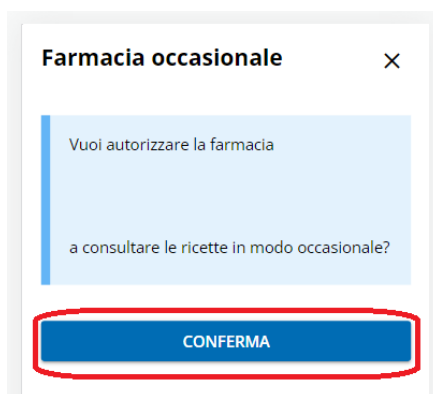 Farmacia occasionale
Vuoi autorizzare la farmacia
a consultare le ricette in modo occasionale?
CONFERMA